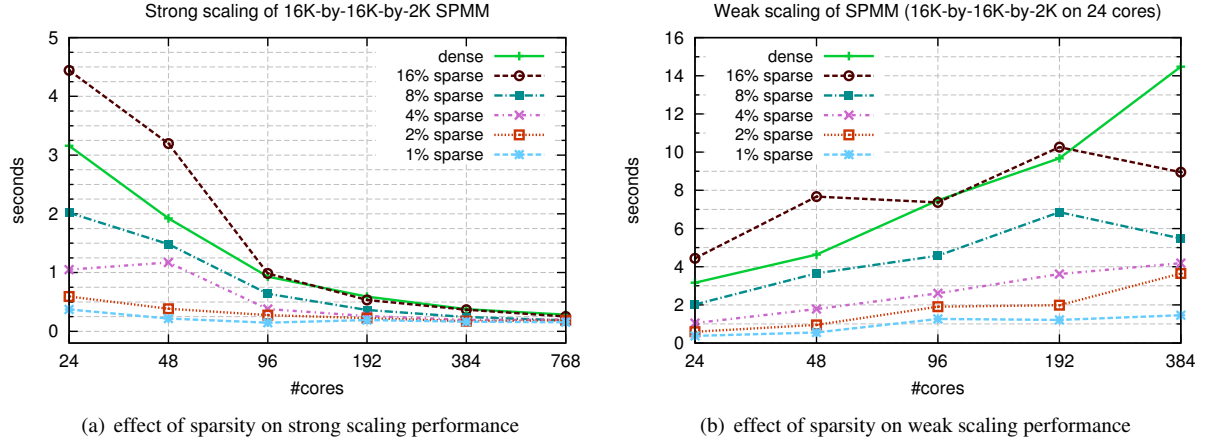 Strong scaling of 16K-by-16K-by-2K SPMM
5
4
3
2
1
0
seconds
dense
16% sparse
8% sparse
4% sparse
2% sparse
1% sparse
24 48 96 192 384 768
#cores
(a) effect of sparsity on strong scaling performance
Weak scaling of SPMM (16K-by-16K-by-2K on 24 cores)
16
14
12
10
8
6
4
2
0
seconds
dense
16% sparse
8% sparse
4% sparse
2% sparse
1% sparse
24 48 96 192 384
#cores
(b) effect of sparsity on weak scaling performance